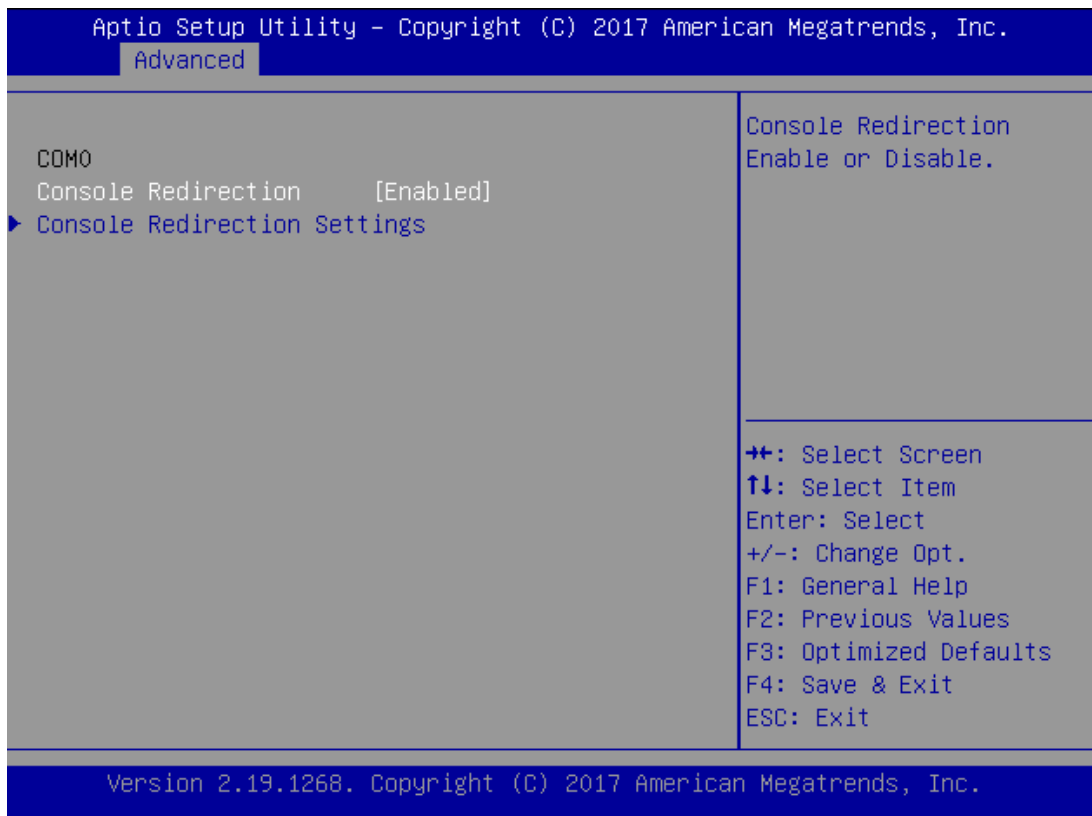 Aptio Setup Utility – Copyright (C) 2017 American Megatrends, Inc.
Advanced
COM0
Console Redirection [Enabled]
Console Redirection Settings
Console Redirection
Enable or Disable.
→←: Select Screen
↑↓: Select Item
Enter: Select
+/-: Change Opt.
F1: General Help
F2: Previous Values
F3: Optimized Defaults
F4: Save & Exit
ESC: Exit
Version 2.19.1268. Copyright (C) 2017 American Megatrends, Inc.